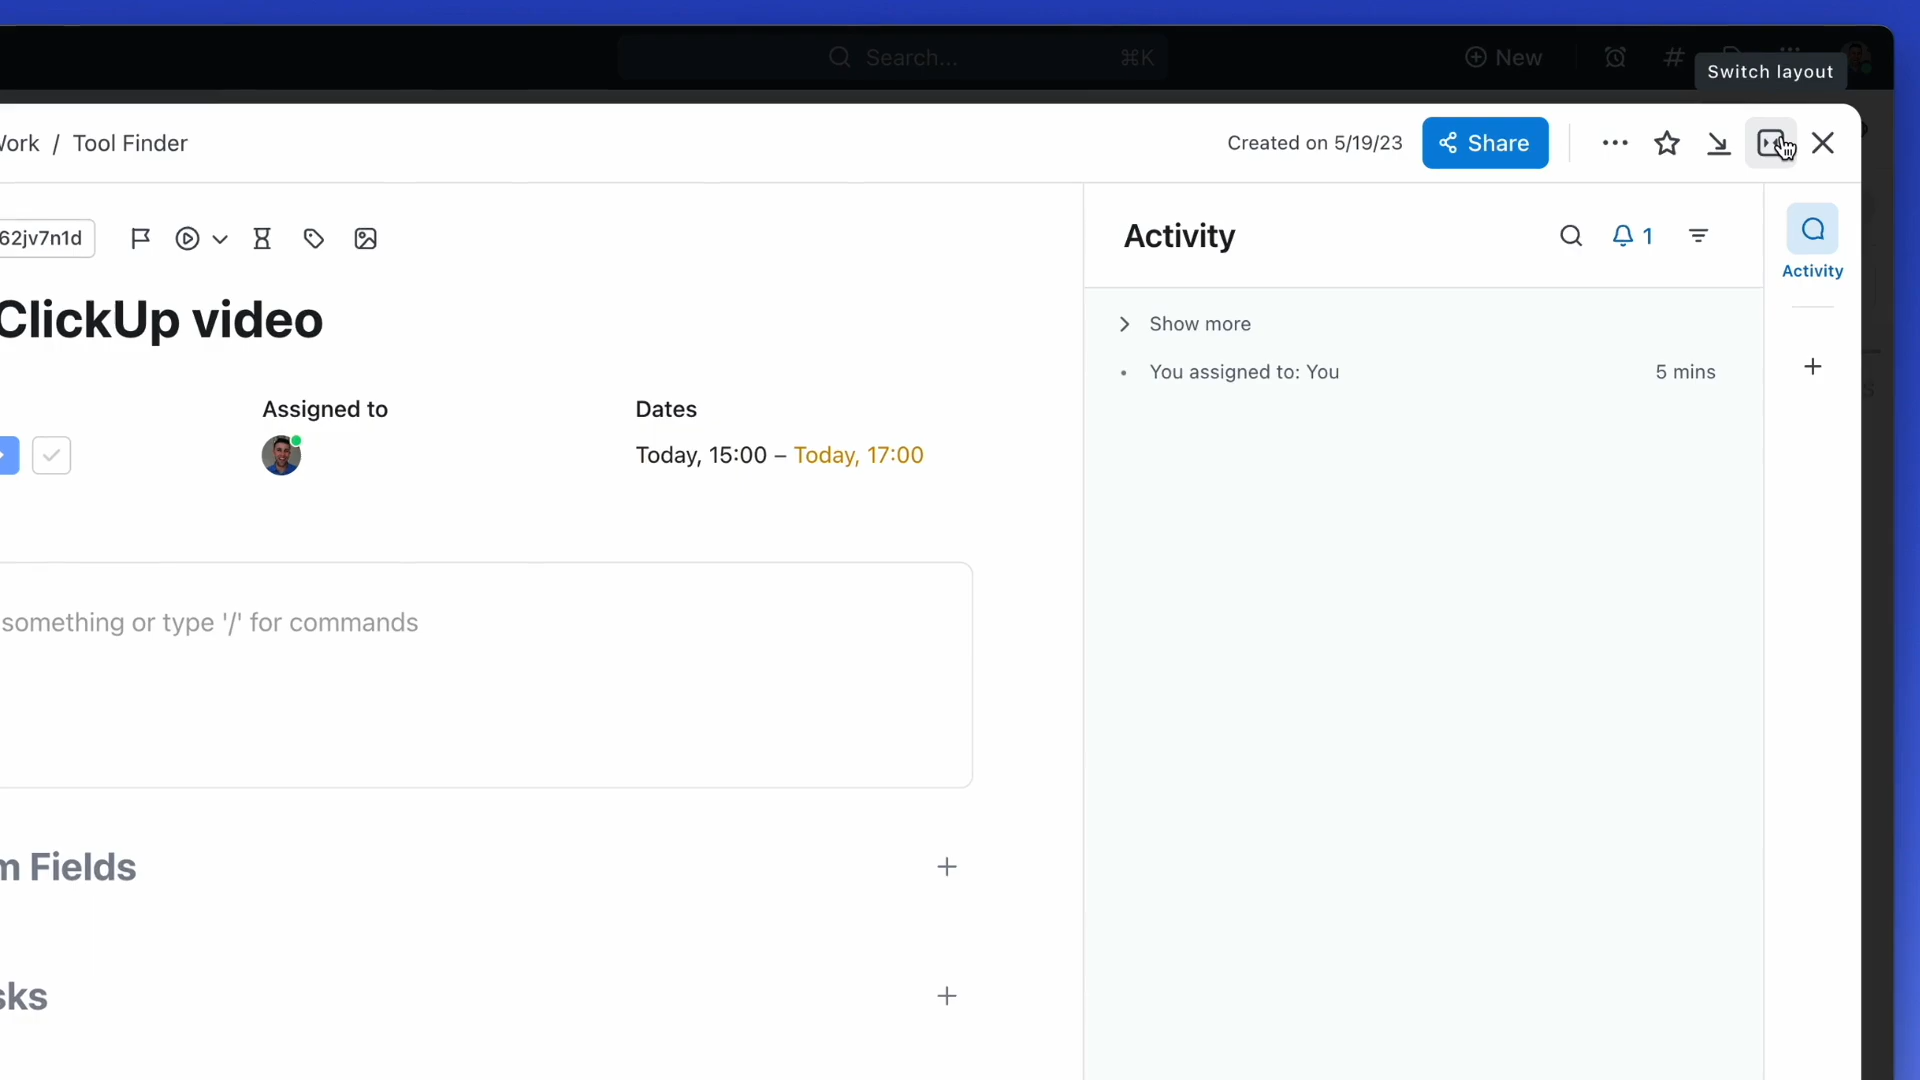 Search...
⌘K
New
Switch layout
/ Tool Finder
Created on 5/19/23
Share
62jv7n1d
Activity
1
Activity
ClickUp video
Show more
You assigned to: You
5 mins
Assigned to
Dates
Today, 15:00 – Today, 17:00
something or type '/' for commands
m Fields
sks